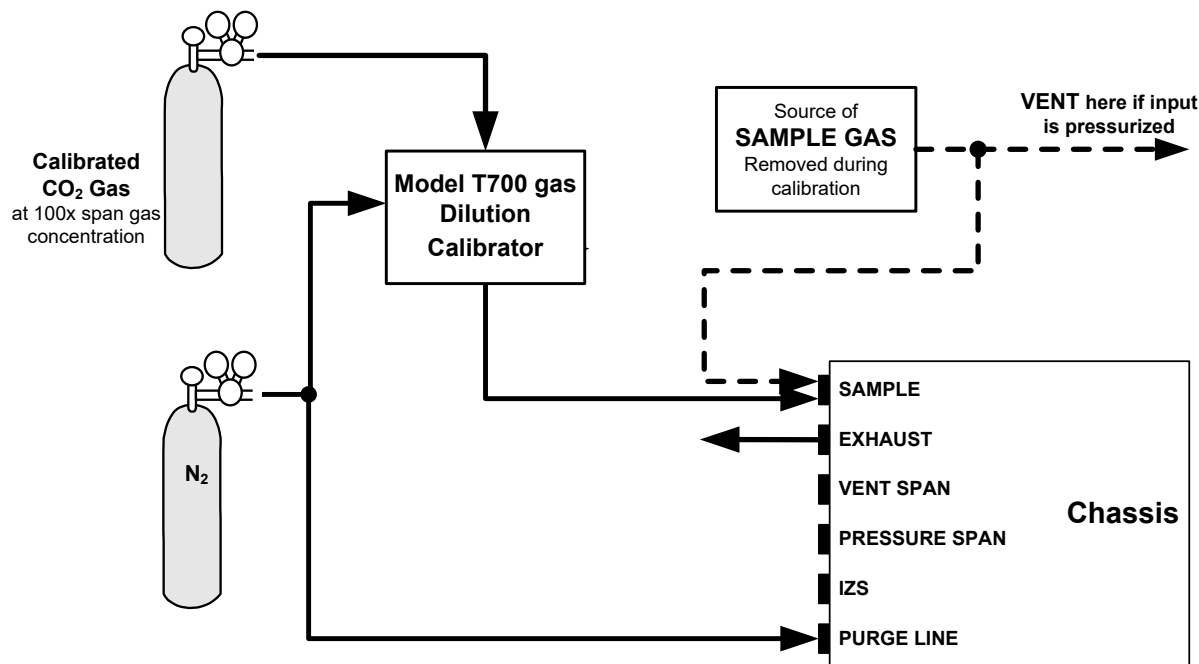 Calibrated
CO₂ Gas
at 100x span gas
concentration
Model T700 gas
Dilution
Calibrator
Source of
SAMPLE GAS
Removed during
calibration
VENT here if input
is pressurized
N₂
SAMPLE
EXHAUST
VENT SPAN
PRESSURE SPAN
IZS
PURGE LINE
Chassis